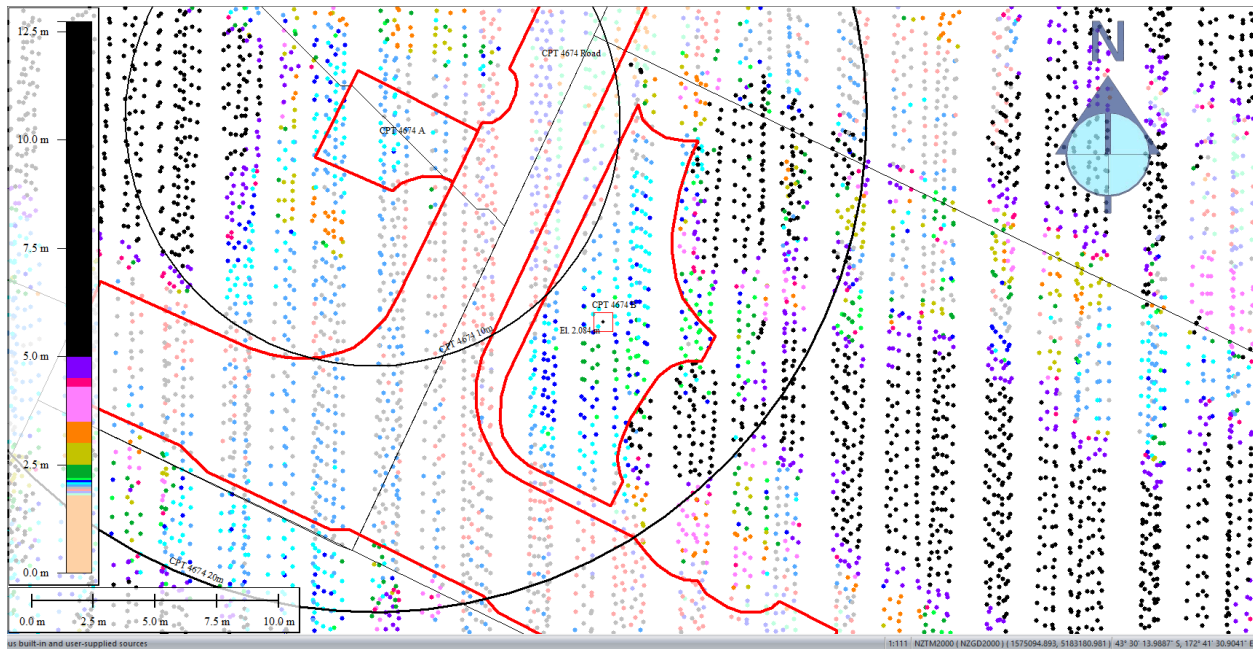 12.5 m
N
CPT 4674 Road
CPT 4674 A
10.0 m
7.5 m
CPT 4674 B
El. 2.084 m
CPT 4674 10m
5.0 m
2.5 m
CPT 4674 20m
0.0 m
0.0 m 2.5 m 5.0 m 7.5 m 10.0 m
us built-in and user-supplied sources
1:111 NZTM2000 ( NZGD2000 ) ( 1575094.893, 5183180.981 ) 43° 30' 13.9887" S, 172° 41' 30.9041" E